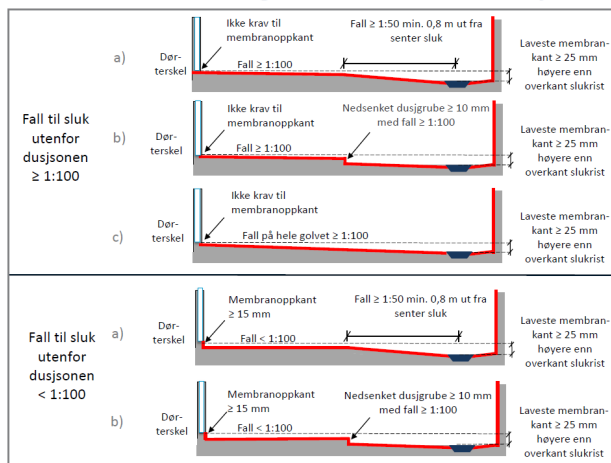 Fall til sluk
utenfor
dusjsonen
≥ 1:100
a)
Dør-
terskel
Ikke krav til
membranoppkant
Fall ≥ 1:100
Fall ≥ 1:50 min. 0,8 m ut fra
senter sluk
Laveste membran-
kant ≥ 25 mm
høyere enn
overkant slukrist
b)
Dør-
terskel
Ikke krav til
membranoppkant
Fall ≥ 1:100
Nedsenket dusjgrube ≥ 10 mm
med fall ≥ 1:100
Laveste membran-
kant ≥ 25 mm
høyere enn
overkant slukrist
c)
Dør-
terskel
Ikke krav til
membranoppkant
Fall på hele golvet ≥ 1:100
Laveste membran-
kant ≥ 25 mm
høyere enn
overkant slukrist
Fall til sluk
utenfor
dusjsonen
< 1:100
a)
Dør-
terskel
Membranoppkant
≥ 15 mm
Fall < 1:100
Fall ≥ 1:50 min. 0,8 m ut fra
senter sluk
Laveste membran-
kant ≥ 25 mm
høyere enn
overkant slukrist
b)
Dør-
terskel
Membranoppkant
≥ 15 mm
Fall < 1:100
Nedsenket dusjgrube ≥ 10 mm
med fall ≥ 1:100
Laveste membran-
kant ≥ 25 mm
høyere enn
overkant slukrist